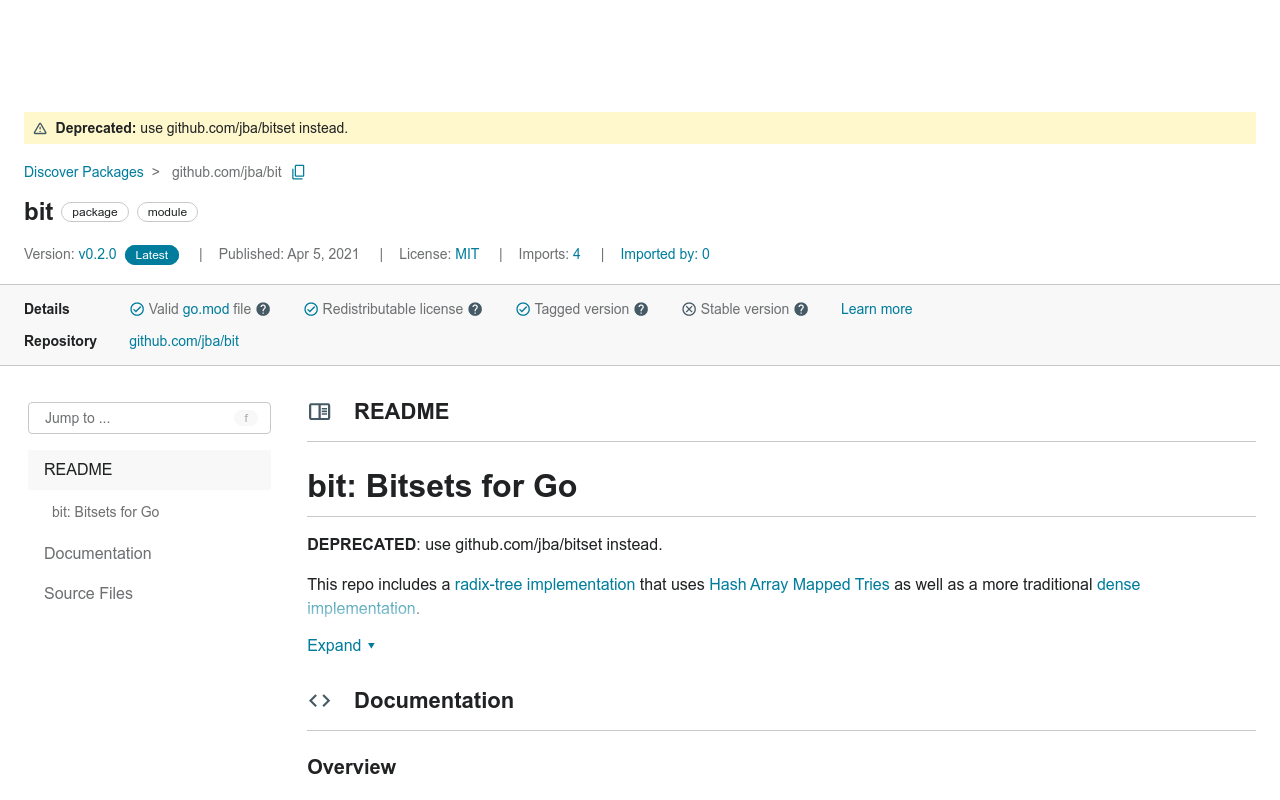 Deprecated: use github.com/jba/bitset instead.
Discover Packages > github.com/jba/bit
bit package module
Version: v0.2.0 Latest | Published: Apr 5, 2021 | License: MIT | Imports: 4 | Imported by: 0
Details Valid go.mod file ? Redistributable license ? Tagged version ? Stable version ? Learn more
Repository github.com/jba/bit
Jump to ... f
README
bit: Bitsets for Go
Documentation
Source Files
README
bit: Bitsets for Go
DEPRECATED: use github.com/jba/bitset instead.
This repo includes a radix-tree implementation that uses Hash Array Mapped Tries as well as a more traditional dense
implementation.
Expand ▾
Documentation
Overview